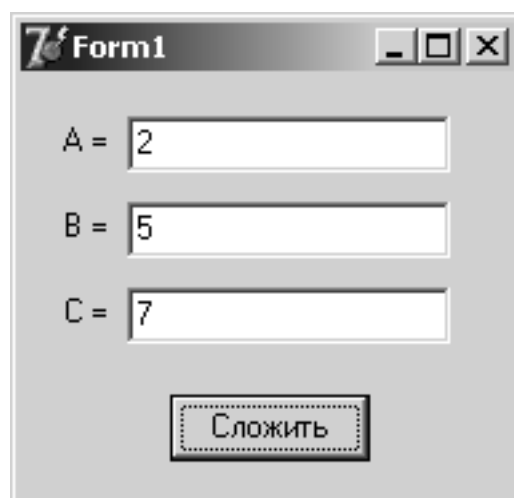 Form1
A = 2
B = 5
C = 7
Сложить